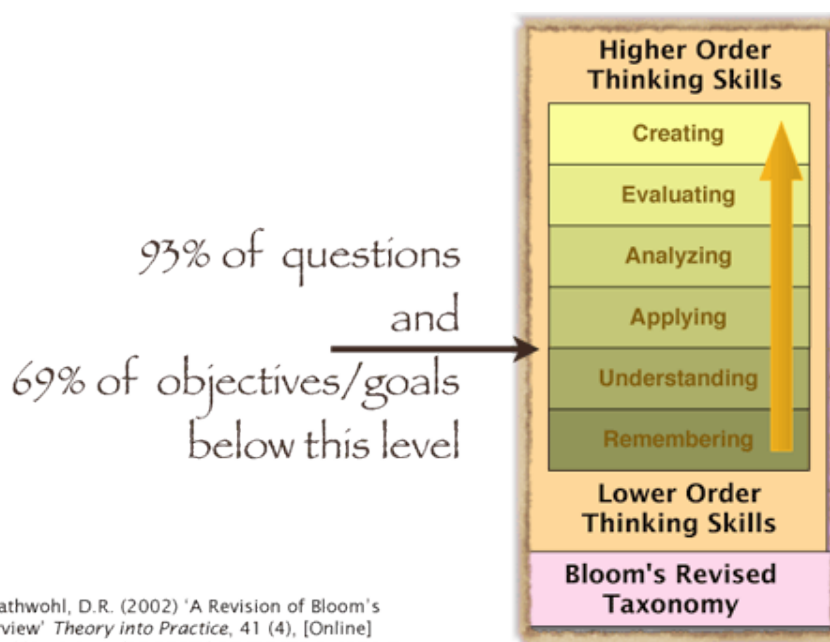 93% of questions
and
69% of objectives/goals
below this level
Higher Order
Thinking Skills
Creating
Evaluating
Analyzing
Applying
Understanding
Remembering
Lower Order
Thinking Skills
Bloom's Revised
Taxonomy
athwohl, D.R. (2002) ‘A Revision of Bloom’s
rview’ Theory into Practice, 41 (4), [Online]